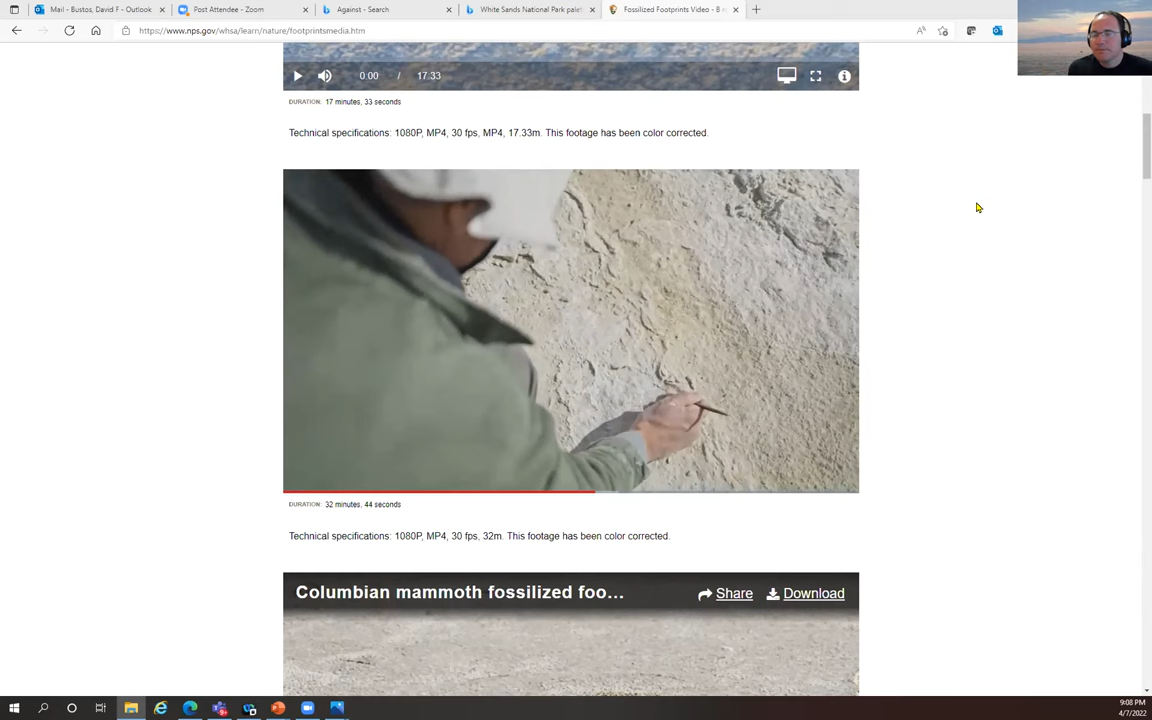 Mail - Bustos, David F - Outlook
Post Attendee - Zoom
Against - Search
White Sands National Park pale
Fossilized Footprints Video - B r
https://www.nps.gov/whsa/learn/nature/footprintsmedia.htm
0:00 / 17:33
DURATION: 17 minutes, 33 seconds
Technical specifications: 1080P, MP4, 30 fps, MP4, 17.33m. This footage has been color corrected.
DURATION: 32 minutes, 44 seconds
Technical specifications: 1080P, MP4, 30 fps, 32m. This footage has been color corrected.
Columbian mammoth fossilized foo...
Share
Download
9:08 PM
4/7/2022